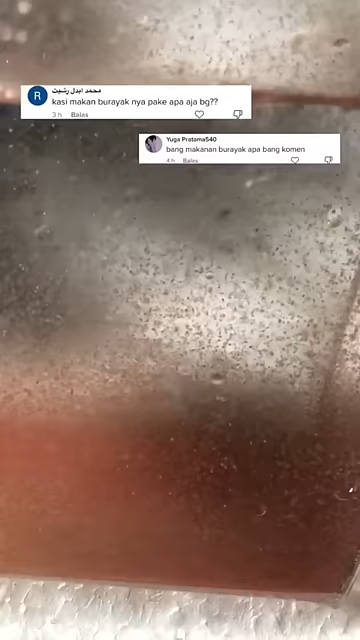 R
محمد ابدل رشيت
kasi makan burayak nya pake apa aja bg??
3 h Balas
Yuga Pratama540
bang makanan burayak apa bang komen
4 h Balas